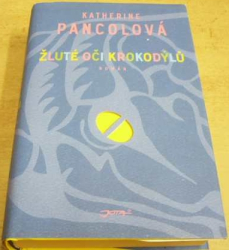 KATHERINE
PANCOLOVÁ
ŽLUTÉ OČI KROKODÝLŮ
ROMÁN